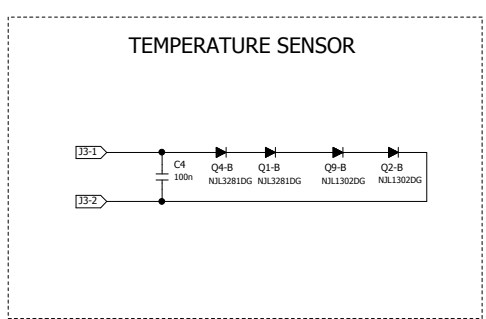 TEMPERATURE SENSOR
J3-1
C4
100n
Q4-B
NJL3281DG
Q1-B
NJL3281DG
Q9-B
NJL1302DG
Q2-B
NJL1302DG
J3-2